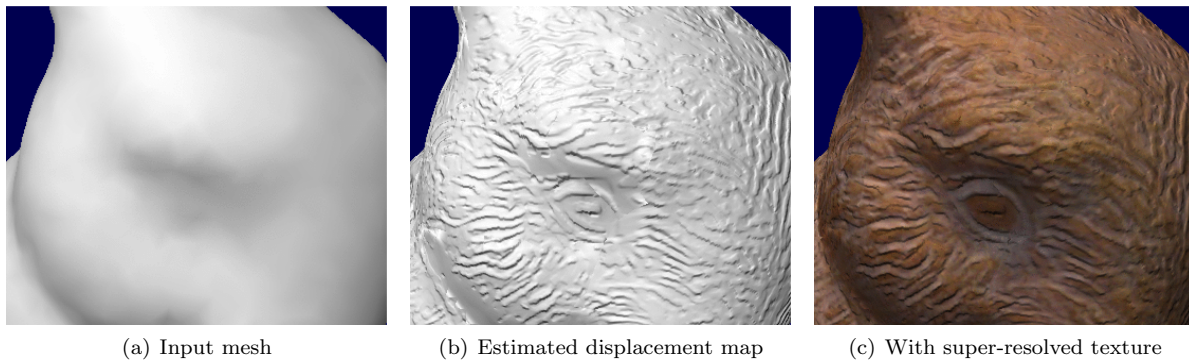 (a) Input mesh
(b) Estimated displacement map
(c) With super-resolved texture